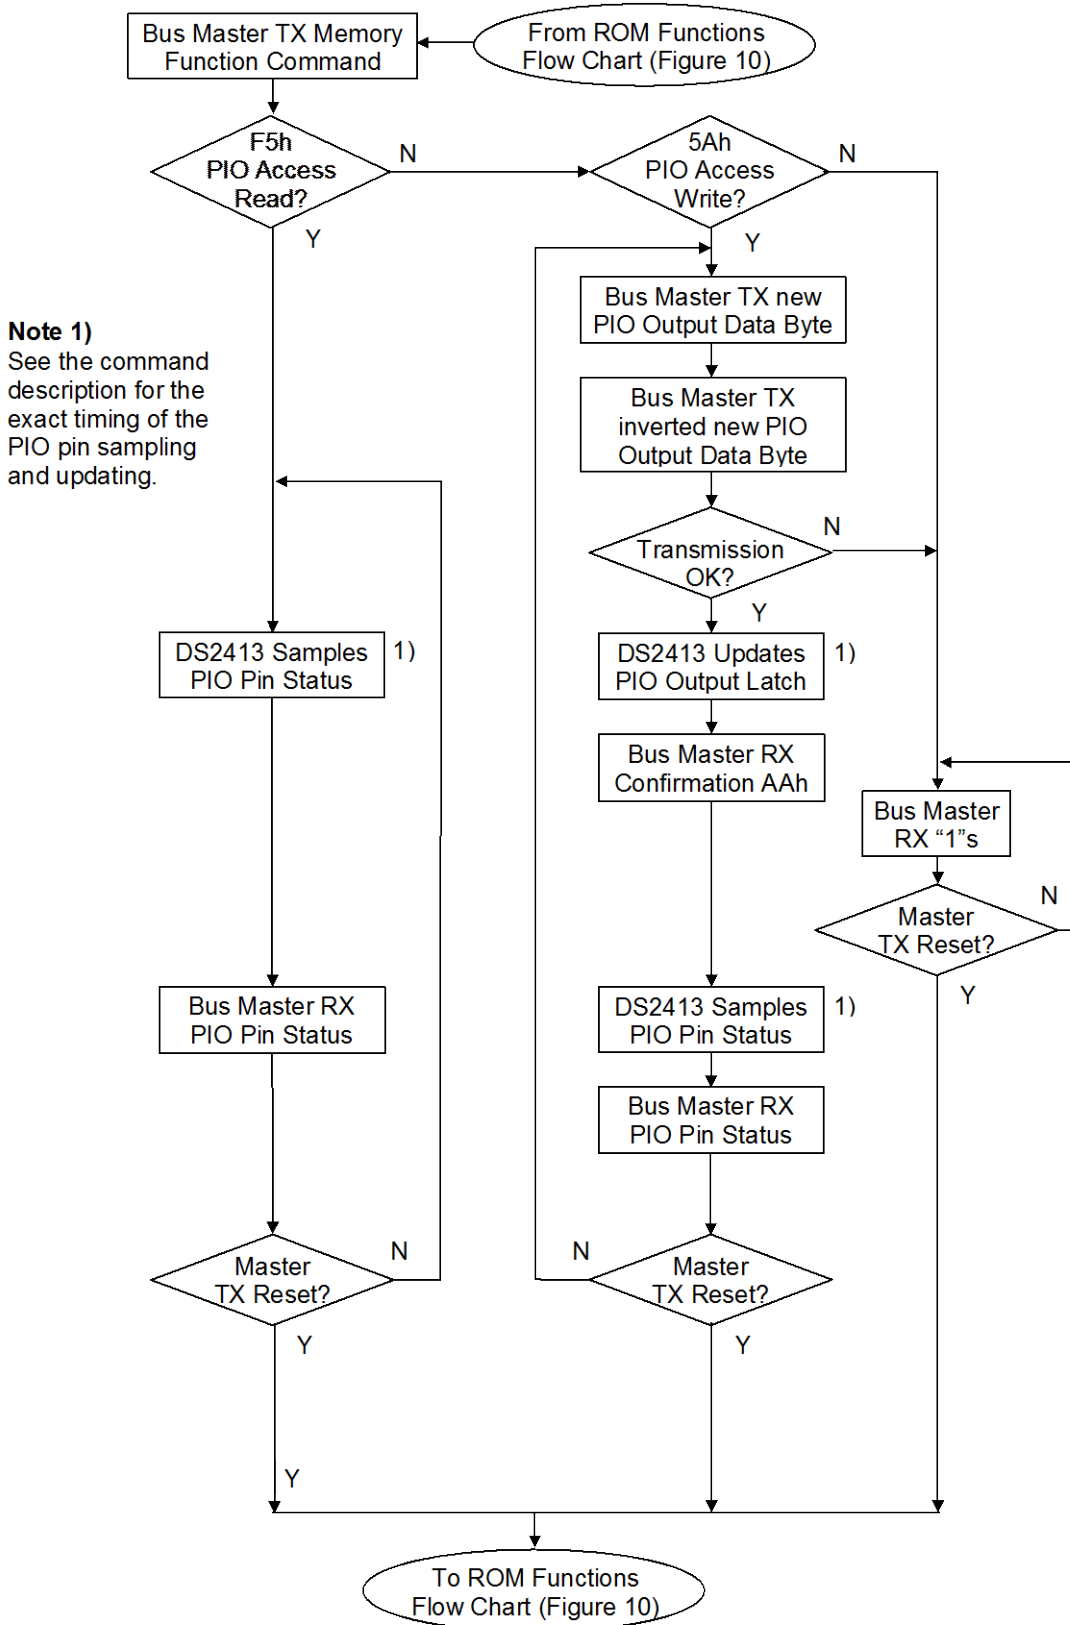 Bus Master TX Memory
Function Command
From ROM Functions
Flow Chart (Figure 10)
F5h
PIO Access
Read?
N
Y
5Ah
PIO Access
Write?
N
Y
Note 1)
See the command
description for the
exact timing of the
PIO pin sampling
and updating.
Bus Master TX new
PIO Output Data Byte
Bus Master TX
inverted new PIO
Output Data Byte
Transmission
OK?
N
Y
DS2413 Samples
PIO Pin Status
1)
DS2413 Updates
PIO Output Latch
1)
Bus Master RX
Confirmation AAh
Bus Master
RX “1”s
Master
TX Reset?
N
Y
Bus Master RX
PIO Pin Status
DS2413 Samples
PIO Pin Status
1)
Bus Master RX
PIO Pin Status
Master
TX Reset?
N
Y
N
Master
TX Reset?
Y
Y
To ROM Functions
Flow Chart (Figure 10)